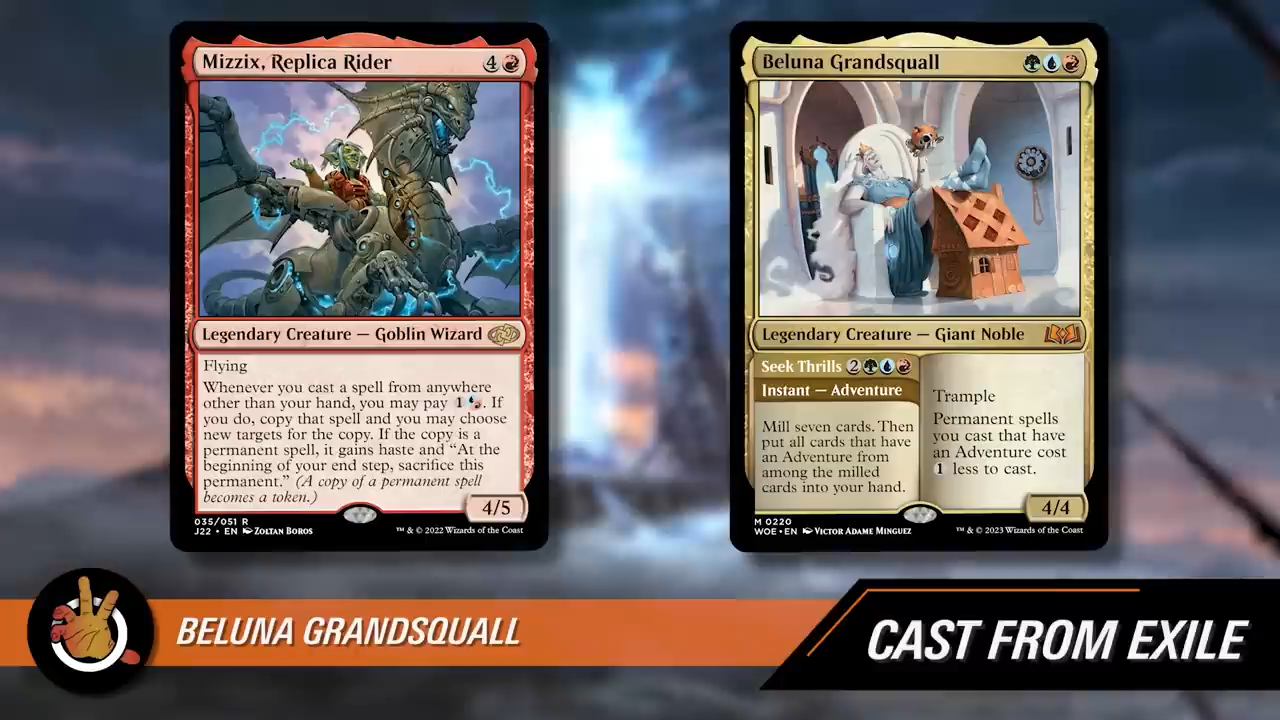 Mizzix, Replica Rider 4
Legendary Creature — Goblin Wizard
Flying
Whenever you cast a spell from anywhere
other than your hand, you may pay 1 . If
you do, copy that spell and you may choose
new targets for the copy. If the copy is a
permanent spell, it gains haste and “At the
beginning of your end step, sacrifice this
permanent.” (A copy of a permanent spell
becomes a token.)
4/5
035/051 R
J22 • EN Zoltan Boros
™ & © 2022 Wizards of the Coast
Beluna Grandsquall
Legendary Creature — Giant Noble
Seek Thrills 2
Instant — Adventure
Mill seven cards. Then
put all cards that have
an Adventure from
among the milled
cards into your hand.
Trample
Permanent spells
you cast that have
an Adventure cost
1 less to cast.
4/4
M 0220
WOE • EN Victor Adame Minguez
™ & © 2023 Wizards of the Coast
BELUNA GRANDSQUALL
CAST FROM EXILE